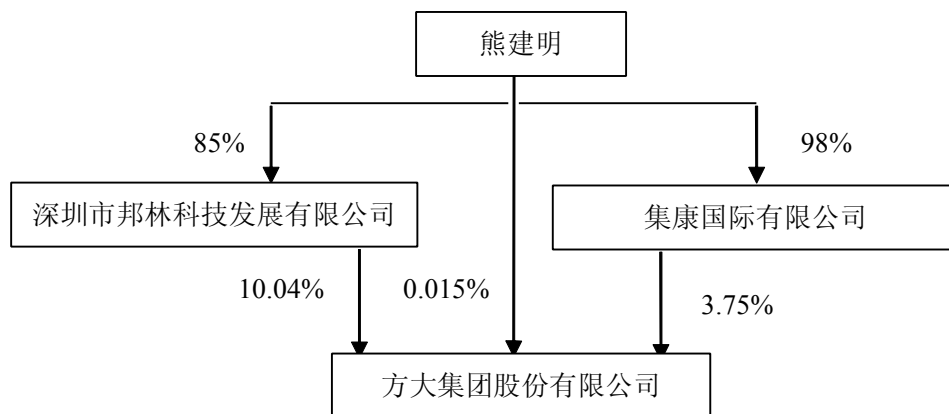 熊建明
85%
98%
深圳市邦林科技发展有限公司
集康国际有限公司
10.04%
0.015%
3.75%
方大集团股份有限公司